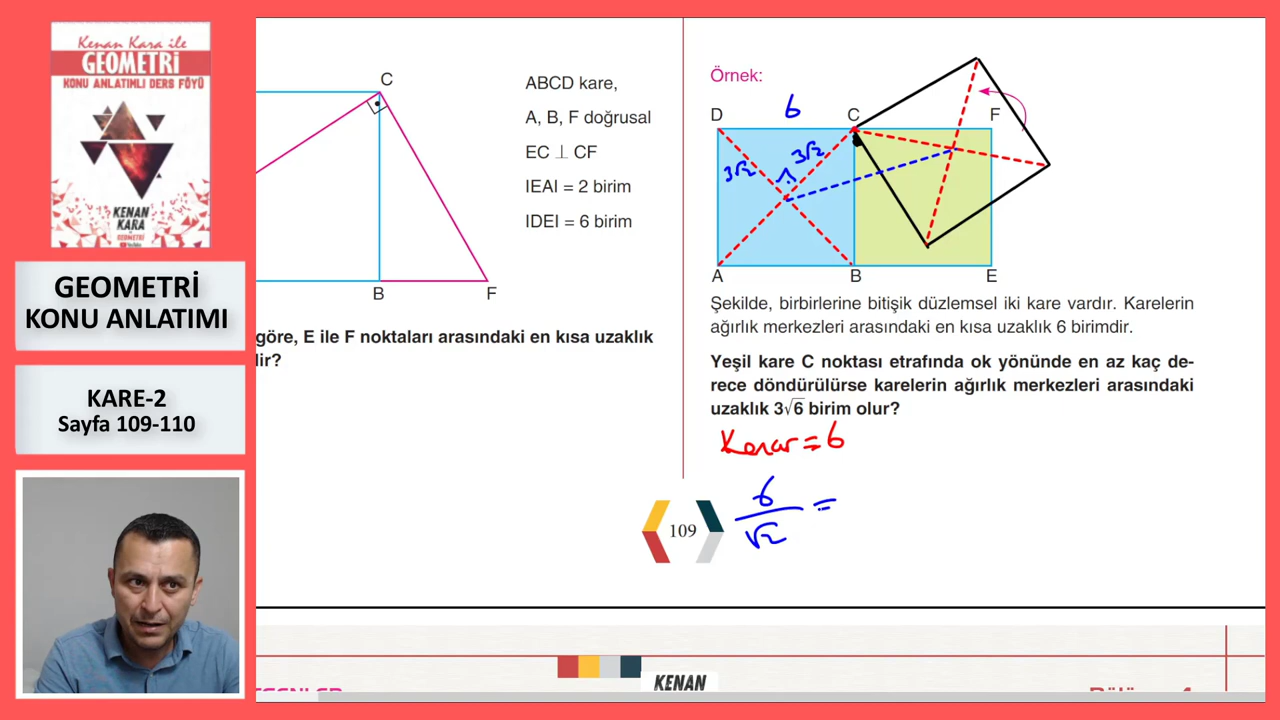 Kenan Kara ile
GEOMETRİ
KONU ANLATIMLI DERS FÖYÜ
KENAN
KARA
GEOMETRİ
GEOMETRİ
KONU ANLATIMI
KARE-2
Sayfa 109-110
C
B
F
ABCD kare,
A, B, F doğrusal
EC ⊥ CF
IEAI = 2 birim
IDEI = 6 birim
göre, E ile F noktaları arasındaki en kısa uzaklık
dir?
Örnek:
6
D
C
F
3√2
3√2
A
B
E
Şekilde, birbirlerine bitişik düzlemsel iki kare vardır. Karelerin
ağırlık merkezleri arasındaki en kısa uzaklık 6 birimdir.
Yeşil kare C noktası etrafında ok yönünde en az kaç de-
rece döndürülürse karelerin ağırlık merkezleri arasındaki
uzaklık 3√6 birim olur?
Kenar = 6
6
√2
=
109
KENAN